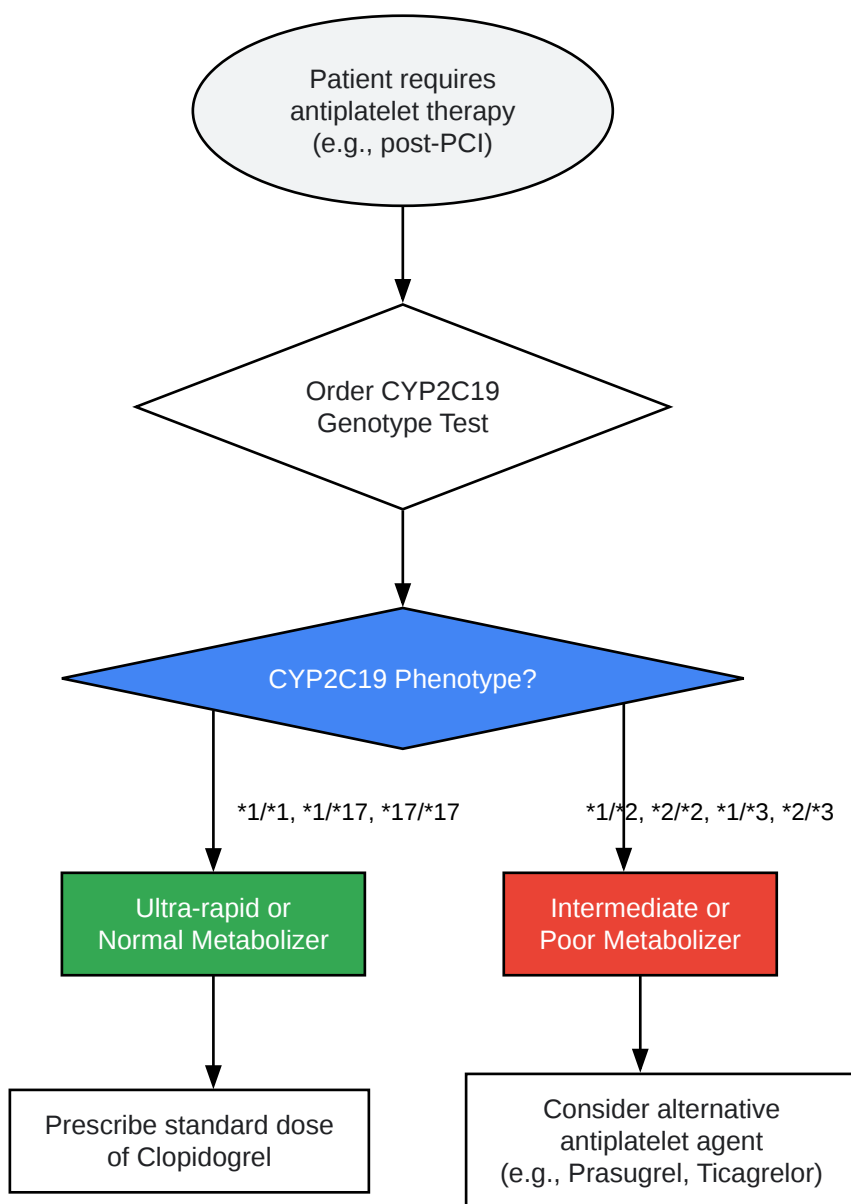 Patient requires
antiplatelet therapy
(e.g., post-PCI)
Order CYP2C19
Genotype Test
CYP2C19 Phenotype?
*1/*1, *1/*17, *17/*17
*1/*2, *2/*2, *1/*3, *2/*3
Ultra-rapid or
Normal Metabolizer
Intermediate or
Poor Metabolizer
Prescribe standard dose
of Clopidogrel
Consider alternative
antiplatelet agent
(e.g., Prasugrel, Ticagrelor)